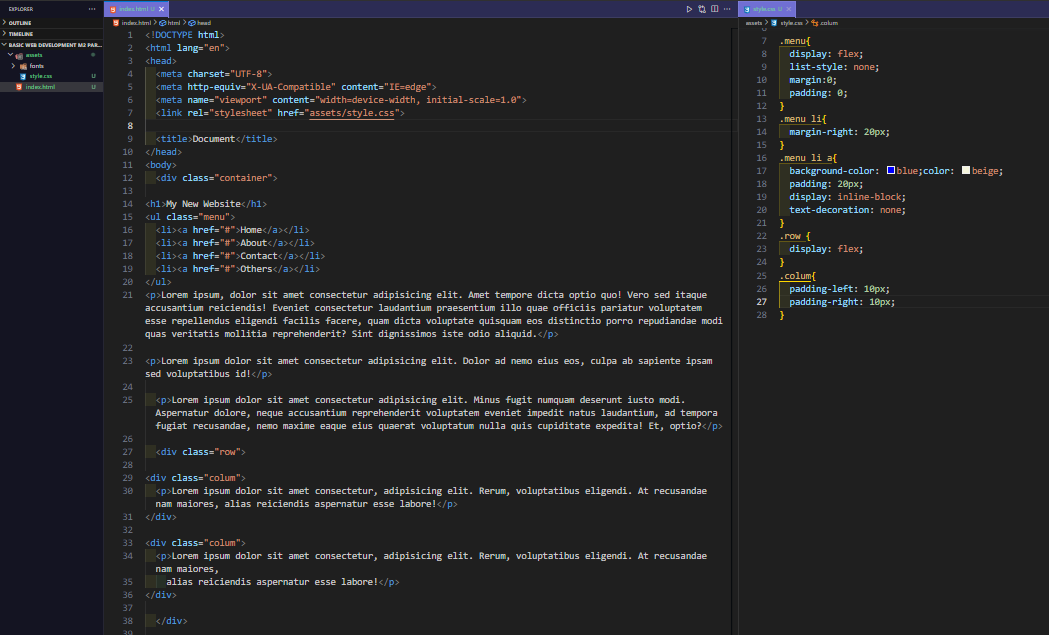 EXPLORER ···
OUTLINE
TIMELINE
BASIC WEB DEVELOPMENT M2 PAR...
assets
fonts
style.css U
index.html U
index.html U ×
index.html > html > head
1 <!DOCTYPE html>
2 <html lang="en">
3 <head>
4 <meta charset="UTF-8">
5 <meta http-equiv="X-UA-Compatible" content="IE=edge">
6 <meta name="viewport" content="width=device-width, initial-scale=1.0">
7 <link rel="stylesheet" href="assets/style.css">
8
9 <title>Document</title>
10 </head>
11 <body>
12 <div class="container">
13
14 <h1>My New Website</h1>
15 <ul class="menu">
16 <li><a href="#">Home</a></li>
17 <li><a href="#">About</a></li>
18 <li><a href="#">Contact</a></li>
19 <li><a href="#">Others</a></li>
20 </ul>
21 <p>Lorem ipsum, dolor sit amet consectetur adipisicing elit. Amet tempore dicta optio quo! Vero sed itaque
accusantium reiciendis! Eveniet consectetur laudantium praesentium illo quae officiis pariatur voluptatem
esse repellendus eligendi facilis facere, quam dicta voluptate quisquam eos distinctio porro repudiandae modi
quas veritatis mollitia reprehenderit? Sint dignissimos iste odio aliquid.</p>
22
23 <p>Lorem ipsum dolor sit amet consectetur adipisicing elit. Dolor ad nemo eius eos, culpa ab sapiente ipsam
sed voluptatibus id!</p>
24
25 <p>Lorem ipsum dolor sit amet consectetur adipisicing elit. Minus fugit numquam deserunt iusto modi.
Aspernatur dolore, neque accusantium reprehenderit voluptatem eveniet impedit natus laudantium, ad tempora
fugiat recusandae, nemo maxime eaque eius quaerat voluptatum nulla quis cupiditate expedita! Et, optio?</p>
26
27 <div class="row">
28
29 <div class="colum">
30 <p>Lorem ipsum dolor sit amet consectetur, adipisicing elit. Rerum, voluptatibus eligendi. At recusandae
nam maiores, alias reiciendis aspernatur esse labore!</p>
31 </div>
32
33 <div class="colum">
34 <p>Lorem ipsum dolor sit amet consectetur, adipisicing elit. Rerum, voluptatibus eligendi. At recusandae
nam maiores,
35 alias reiciendis aspernatur esse labore!</p>
36 </div>
37
38 </div>
39
style.css U ×
assets > style.css > .colum
6
7 .menu{
8 display: flex;
9 list-style: none;
10 margin:0;
11 padding: 0;
12 }
13 .menu li{
14 margin-right: 20px;
15 }
16 .menu li a{
17 background-color: blue;color: beige;
18 padding: 20px;
19 display: inline-block;
20 text-decoration: none;
21 }
22 .row {
23 display: flex;
24 }
25 .colum{
26 padding-left: 10px;
27 padding-right: 10px;
28 }